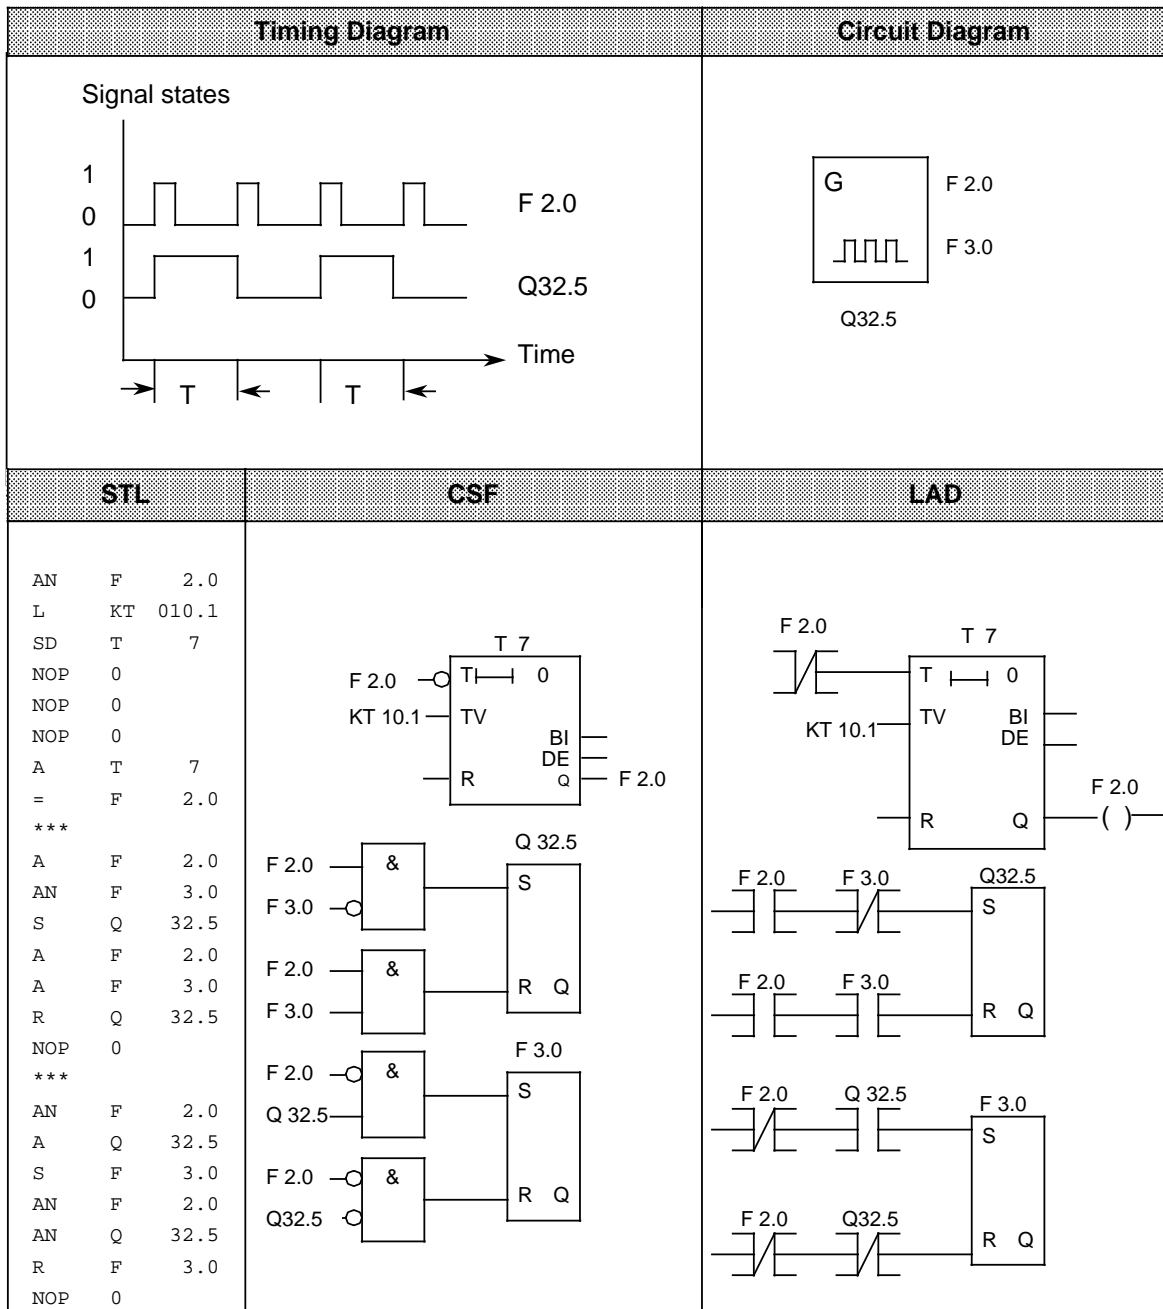 Timing Diagram
Circuit Diagram
Signal states
1
0
F 2.0
1
0
Q32.5
Time
T
T
G
F 2.0
F 3.0
Q32.5
STL
CSF
LAD
AN F 2.0
L KT 010.1
SD T 7
NOP 0
NOP 0
NOP 0
A T 7
= F 2.0
***
A F 2.0
AN F 3.0
S Q 32.5
A F 2.0
A F 3.0
R Q 32.5
NOP 0
***
AN F 2.0
A Q 32.5
S F 3.0
AN F 2.0
AN Q 32.5
R F 3.0
NOP 0
T 7
F 2.0
T 0
KT 10.1
TV
BI
DE
R
Q
F 2.0
Q 32.5
F 2.0
&
S
F 3.0
F 2.0
&
R Q
F 3.0
F 3.0
F 2.0
&
S
Q 32.5
F 2.0
&
R Q
Q32.5
F 2.0
T 7
T 0
KT 10.1
TV
BI
DE
F 2.0
R
Q
( )
F 2.0
F 3.0
Q32.5
S
F 2.0
F 3.0
R Q
F 2.0
Q 32.5
F 3.0
S
F 2.0
Q32.5
R Q